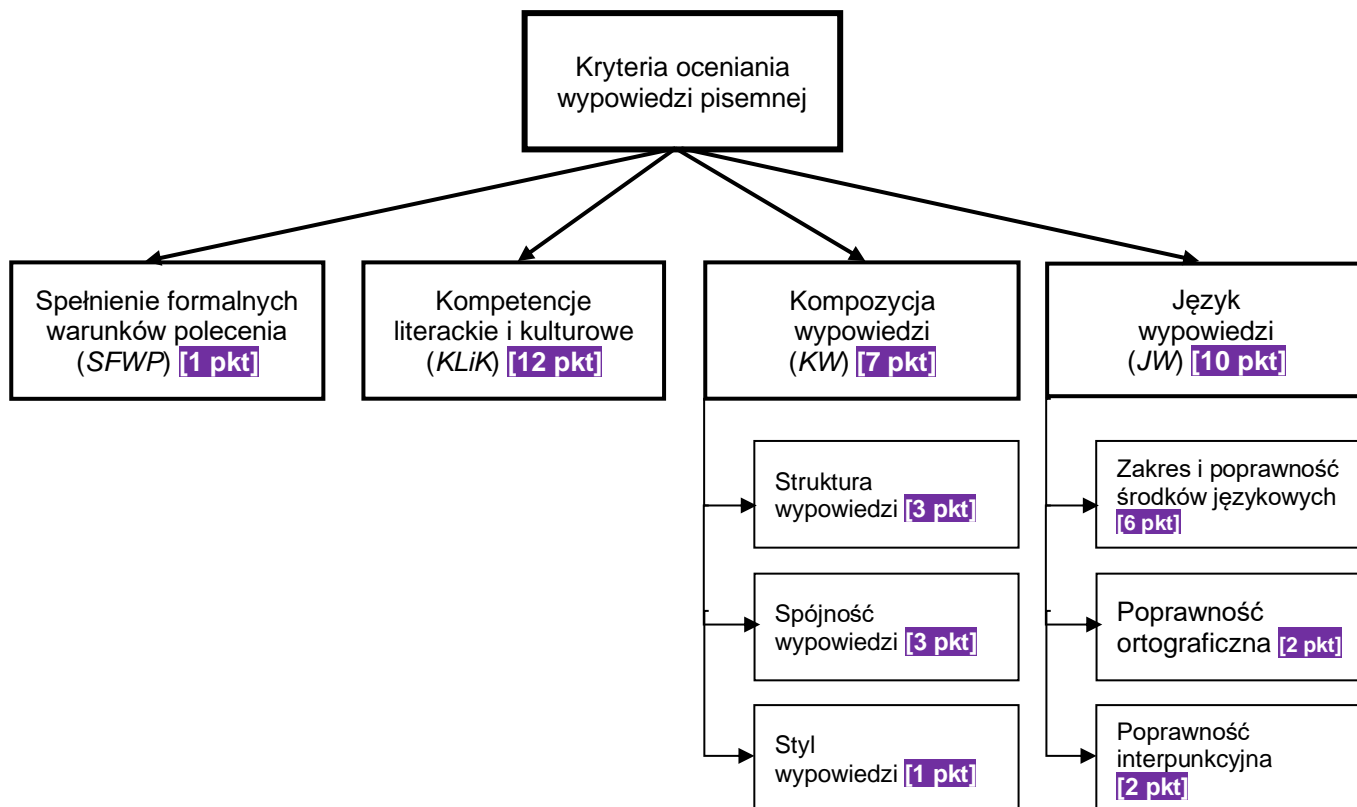 Kryteria oceniania
wypowiedzi pisemnej
Spełnienie formalnych
warunków polecenia
(SFWP) [1 pkt]
Kompetencje
literackie i kulturowe
(KLiK) [12 pkt]
Kompozycja
wypowiedzi
(KW) [7 pkt]
Język
wypowiedzi
(JW) [10 pkt]
Struktura
wypowiedzi [3 pkt]
Spójność
wypowiedzi [3 pkt]
Styl
wypowiedzi [1 pkt]
Zakres i poprawność
środków językowych
[6 pkt]
Poprawność
ortograficzna [2 pkt]
Poprawność
interpunkcyjna
[2 pkt]